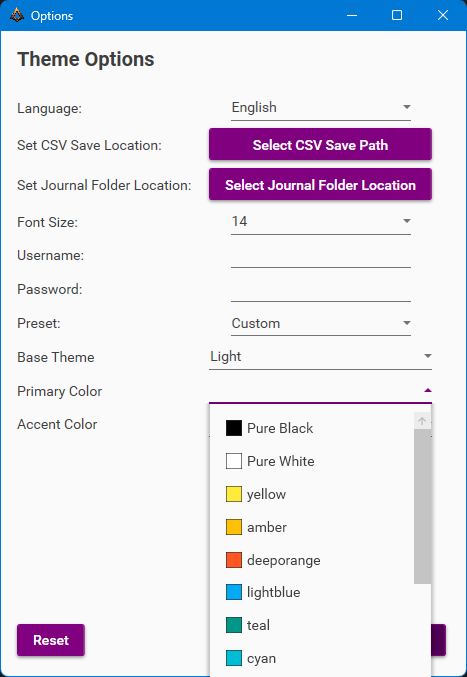 Options
Theme Options
Language: English
Set CSV Save Location: Select CSV Save Path
Set Journal Folder Location: Select Journal Folder Location
Font Size: 14
Username:
Password:
Preset: Custom
Base Theme Light
Primary Color
Accent Color
Pure Black
Pure White
yellow
amber
deeporange
lightblue
teal
cyan
Reset